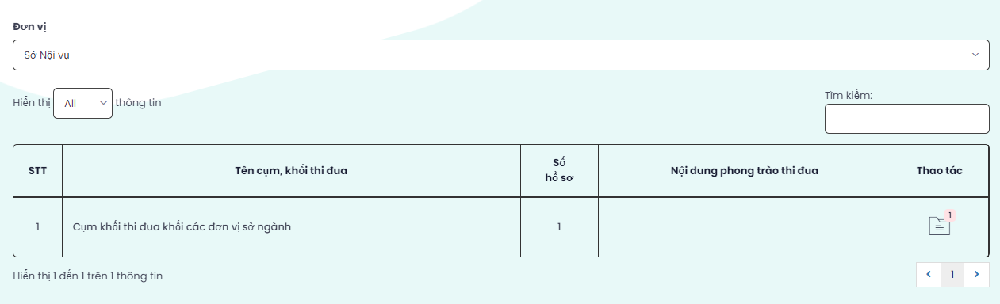 Đơn vị
Sở Nội vụ
Hiển thị All thông tin
Tìm kiếm:
STT
Tên cụm, khối thi đua
Số
hồ sơ
Nội dung phong trào thi đua
Thao tác
1
Cụm khối thi đua khối các đơn vị sở ngành
1
1
Hiển thị 1 đến 1 trên 1 thông tin
1